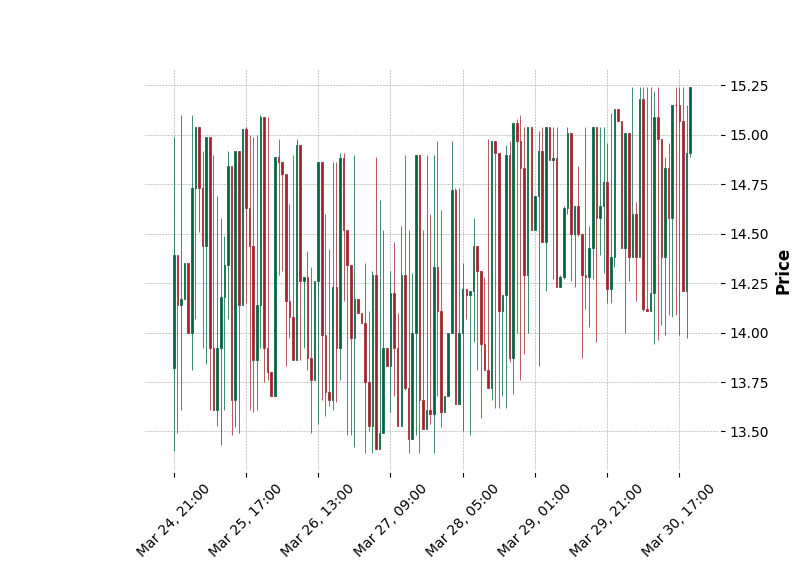 15.25
15.00
14.75
14.50
14.25
14.00
13.75
13.50
Price
Mar 24, 21:00
Mar 25, 17:00
Mar 26, 13:00
Mar 27, 09:00
Mar 28, 05:00
Mar 29, 01:00
Mar 29, 21:00
Mar 30, 17:00